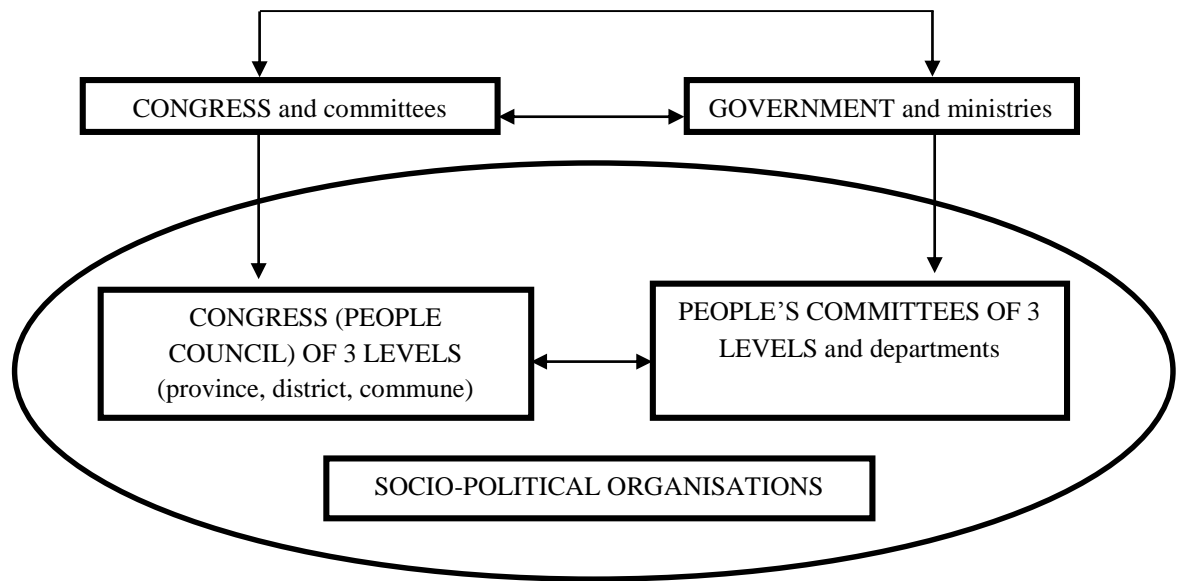 CONGRESS and committees
GOVERNMENT and ministries
CONGRESS (PEOPLE
COUNCIL) OF 3 LEVELS
(province, district, commune)
PEOPLE’S COMMITTEES OF 3
LEVELS and departments
SOCIO-POLITICAL ORGANISATIONS